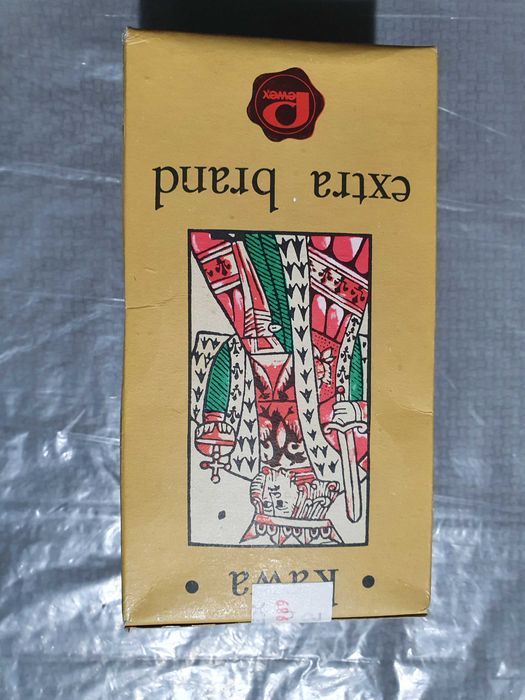 • kawa •
extra brand
Pewex